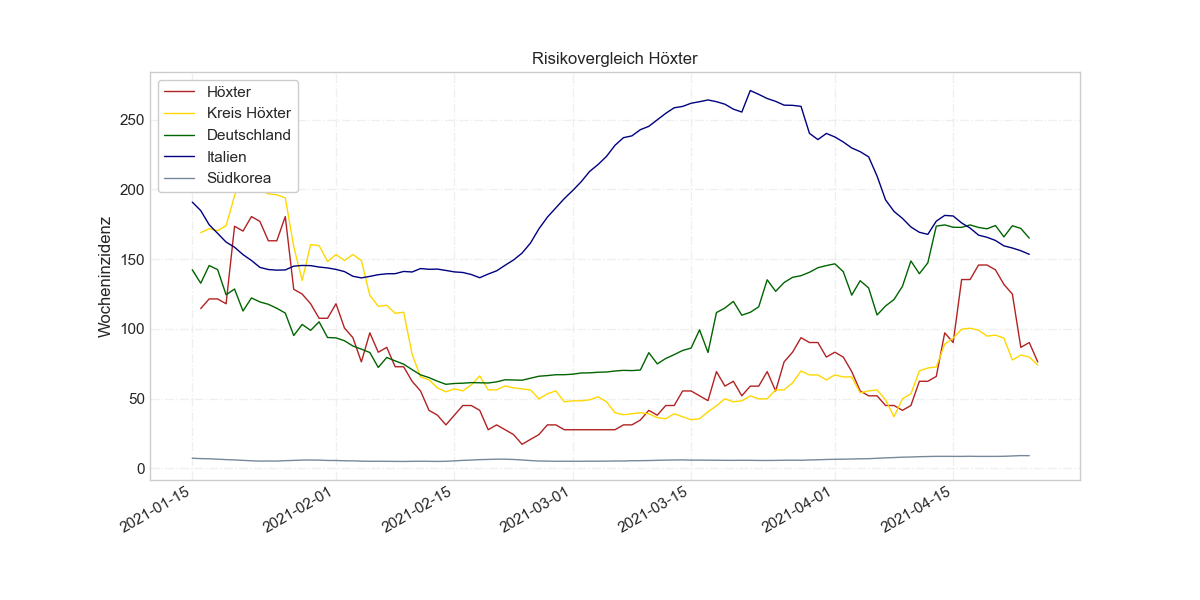 Risikovergleich Höxter
Höxter
Kreis Höxter
Deutschland
Italien
Südkorea
Wocheninzidenz
250
200
150
100
50
0
2021-01-15
2021-02-01
2021-02-15
2021-03-01
2021-03-15
2021-04-01
2021-04-15